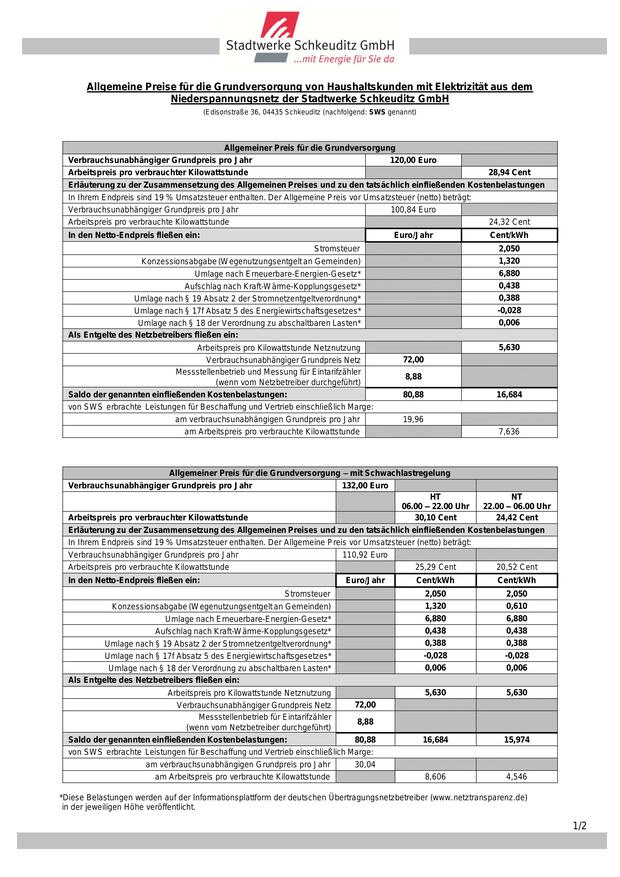 Stadtwerke Schkeuditz GmbH
...mit Energie für Sie da
Allgemeine Preise für die Grundversorgung von Haushaltskunden mit Elektrizität aus dem
Niederspannungsnetz der Stadtwerke Schkeuditz GmbH
(Edisonstraße 36, 04435 Schkeuditz (nachfolgend: SWS genannt)
Allgemeiner Preis für die Grundversorgung
Verbrauchsunabhängiger Grundpreis pro Jahr 120,00 Euro
Arbeitspreis pro verbrauchter Kilowattstunde 28,94 Cent
Erläuterung zu der Zusammensetzung des Allgemeinen Preises und zu den tatsächlich einfließenden Kostenbelastungen
In Ihrem Endpreis sind 19 % Umsatzsteuer enthalten. Der Allgemeine Preis vor Umsatzsteuer (netto) beträgt:
Verbrauchsunabhängiger Grundpreis pro Jahr 100,84 Euro
Arbeitspreis pro verbrauchte Kilowattstunde 24,32 Cent
In den Netto-Endpreis fließen ein: Euro/Jahr Cent/kWh
Stromsteuer 2,050
Konzessionsabgabe (Wegenutzungsentgelt an Gemeinden) 1,320
Umlage nach Erneuerbare-Energien-Gesetz* 6,880
Aufschlag nach Kraft-Wärme-Kopplungsgesetz* 0,438
Umlage nach § 19 Absatz 2 der Stromnetzentgeltverordnung* 0,388
Umlage nach § 17f Absatz 5 des Energiewirtschaftsgesetzes* -0,028
Umlage nach § 18 der Verordnung zu abschaltbaren Lasten* 0,006
Als Entgelte des Netzbetreibers fließen ein:
Arbeitspreis pro Kilowattstunde Netznutzung 5,630
Verbrauchsunabhängiger Grundpreis Netz 72,00
Messstellenbetrieb und Messung für Eintarifzähler
(wenn vom Netzbetreiber durchgeführt) 8,88
Saldo der genannten einfließenden Kostenbelastungen: 80,88 16,684
von SWS erbrachte Leistungen für Beschaffung und Vertrieb einschließlich Marge:
am verbrauchsunabhängigen Grundpreis pro Jahr 19,96
am Arbeitspreis pro verbrauchte Kilowattstunde 7,636
Allgemeiner Preis für die Grundversorgung – mit Schwachlastregelung
Verbrauchsunabhängiger Grundpreis pro Jahr 132,00 Euro
HT NT
06.00 – 22.00 Uhr 22.00 – 06.00 Uhr
Arbeitspreis pro verbrauchter Kilowattstunde 30,10 Cent 24,42 Cent
Erläuterung zu der Zusammensetzung des Allgemeinen Preises und zu den tatsächlich einfließenden Kostenbelastungen
In Ihrem Endpreis sind 19 % Umsatzsteuer enthalten. Der Allgemeine Preis vor Umsatzsteuer (netto) beträgt:
Verbrauchsunabhängiger Grundpreis pro Jahr 110,92 Euro
Arbeitspreis pro verbrauchte Kilowattstunde 25,29 Cent 20,52 Cent
In den Netto-Endpreis fließen ein: Euro/Jahr Cent/kWh Cent/kWh
Stromsteuer 2,050 2,050
Konzessionsabgabe (Wegenutzungsentgelt an Gemeinden) 1,320 0,610
Umlage nach Erneuerbare-Energien-Gesetz* 6,880 6,880
Aufschlag nach Kraft-Wärme-Kopplungsgesetz* 0,438 0,438
Umlage nach § 19 Absatz 2 der Stromnetzentgeltverordnung* 0,388 0,388
Umlage nach § 17f Absatz 5 des Energiewirtschaftsgesetzes* -0,028 -0,028
Umlage nach § 18 der Verordnung zu abschaltbaren Lasten* 0,006 0,006
Als Entgelte des Netzbetreibers fließen ein:
Arbeitspreis pro Kilowattstunde Netznutzung 5,630 5,630
Verbrauchsunabhängiger Grundpreis Netz 72,00
Messstellenbetrieb für Eintarifzähler
(wenn vom Netzbetreiber durchgeführt) 8,88
Saldo der genannten einfließenden Kostenbelastungen: 80,88 16,684 15,974
von SWS erbrachte Leistungen für Beschaffung und Vertrieb einschließlich Marge:
am verbrauchsunabhängigen Grundpreis pro Jahr 30,04
am Arbeitspreis pro verbrauchte Kilowattstunde 8,606 4,546
*Diese Belastungen werden auf der Informationsplattform der deutschen Übertragungsnetzbetreiber (www.netztransparenz.de)
in der jeweiligen Höhe veröffentlicht.
1/2